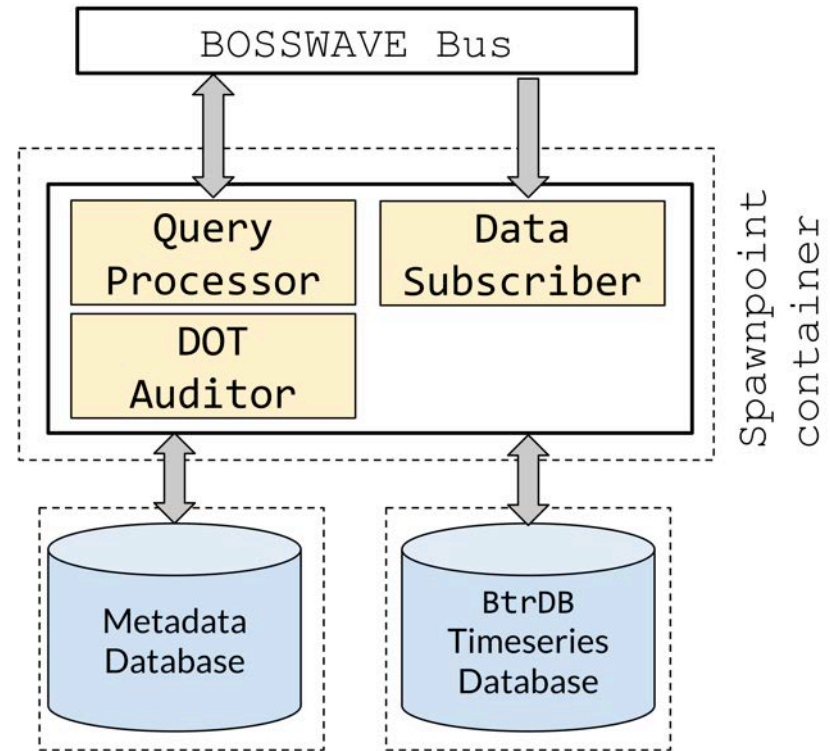 BOSSWAVE Bus
Query
Processor
Data
Subscriber
DOT
Auditor
Spawnpoint
container
Metadata
Database
BtrDB
Timeseries
Database